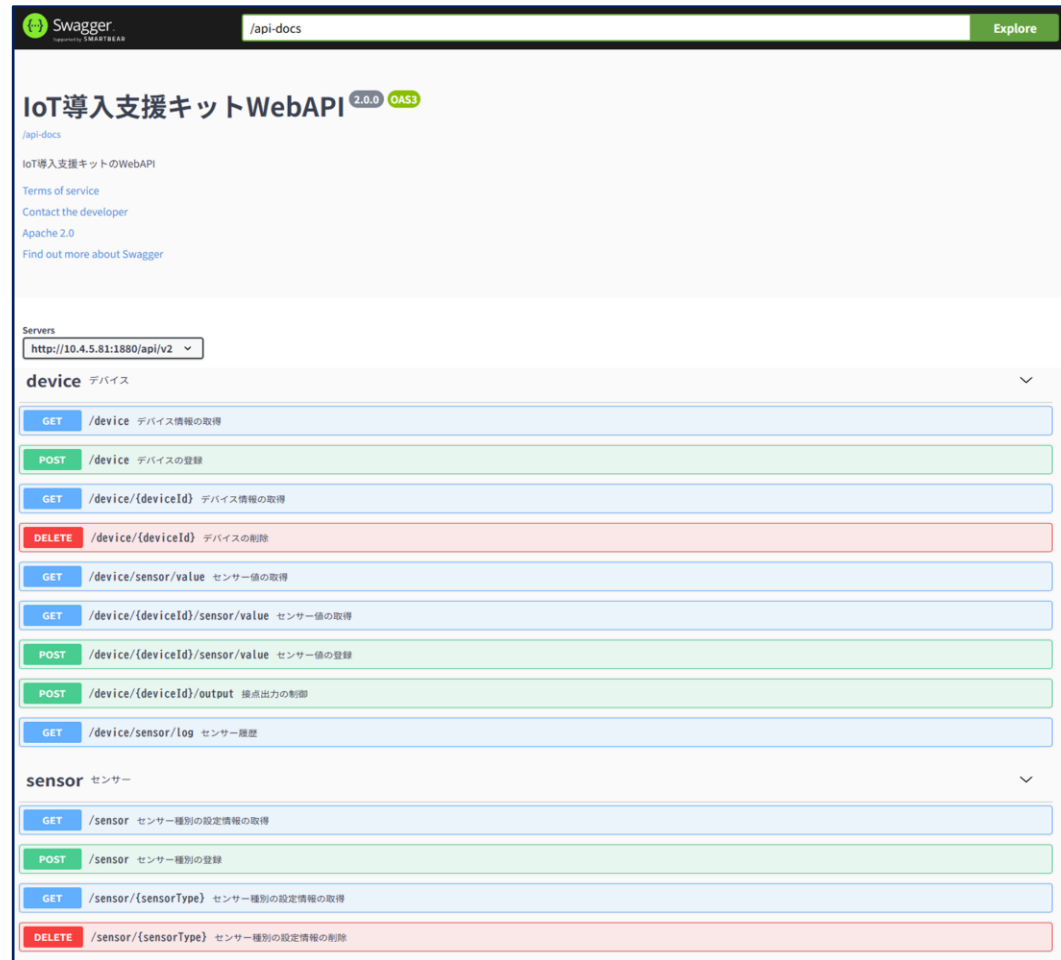 Swagger.
Supported by SMARTBEAR
/api-docs
Explore
IoT導入支援キットWebAPI 2.0.0 OAS3
/api-docs
IoT導入支援キットのWebAPI
Terms of service
Contact the developer
Apache 2.0
Find out more about Swagger
Servers
http://10.4.5.81:1880/api/v2
device デバイス
GET /device デバイス情報の取得
POST /device デバイスの登録
GET /device/{deviceId} デバイス情報の取得
DELETE /device/{deviceId} デバイスの削除
GET /device/sensor/value センサー値の取得
GET /device/{deviceId}/sensor/value センサー値の取得
POST /device/{deviceId}/sensor/value センサー値の登録
POST /device/{deviceId}/output 接点出力の制御
GET /device/sensor/log センサー履歴
sensor センサー
GET /sensor センサー種別の設定情報の取得
POST /sensor センサー種別の登録
GET /sensor/{sensorType} センサー種別の設定情報の取得
DELETE /sensor/{sensorType} センサー種別の設定情報の削除